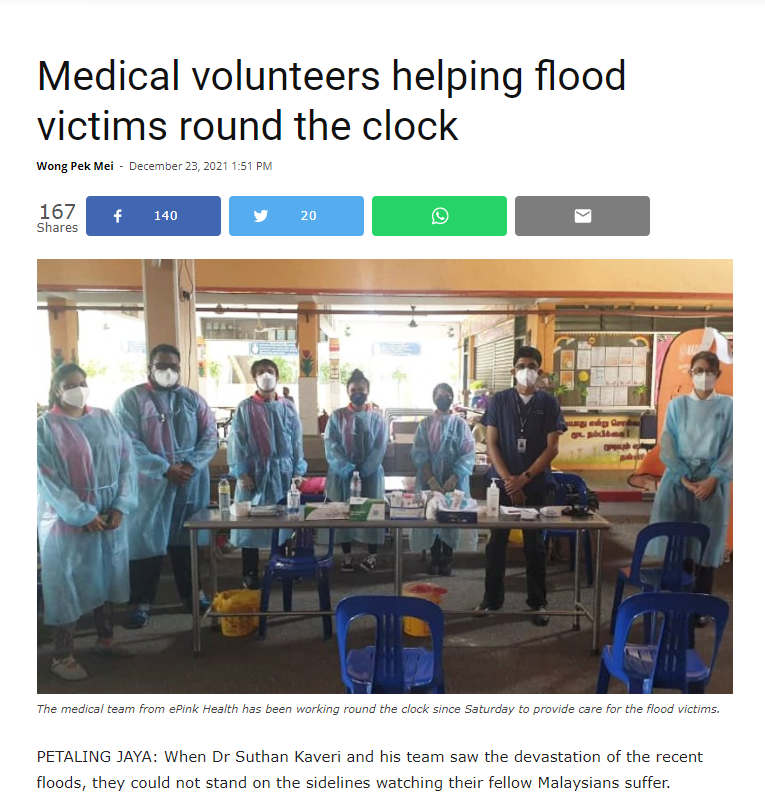 Medical volunteers helping flood
victims round the clock
Wong Pek Mei - December 23, 2021 1:51 PM
167
Shares
140
20
என்று
மூட நம்பிக்கை
முடியும்
The medical team from ePink Health has been working round the clock since Saturday to provide care for the flood victims.
PETALING JAYA: When Dr Suthan Kaveri and his team saw the devastation of the recent
floods, they could not stand on the sidelines watching their fellow Malaysians suffer.